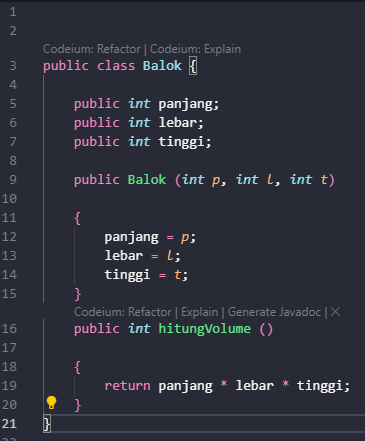 1
2
Codeium: Refactor | Codeium: Explain
3 public class Balok {
4
5 public int panjang;
6 public int lebar;
7 public int tinggi;
8
9 public Balok (int p, int l, int t)
10
11 {
12 panjang = p;
13 lebar = l;
14 tinggi = t;
15 }
Codeium: Refactor | Explain | Generate Javadoc | ×
16 public int hitungVolume ()
17
18 {
19 return panjang * lebar * tinggi;
20 }
21 }